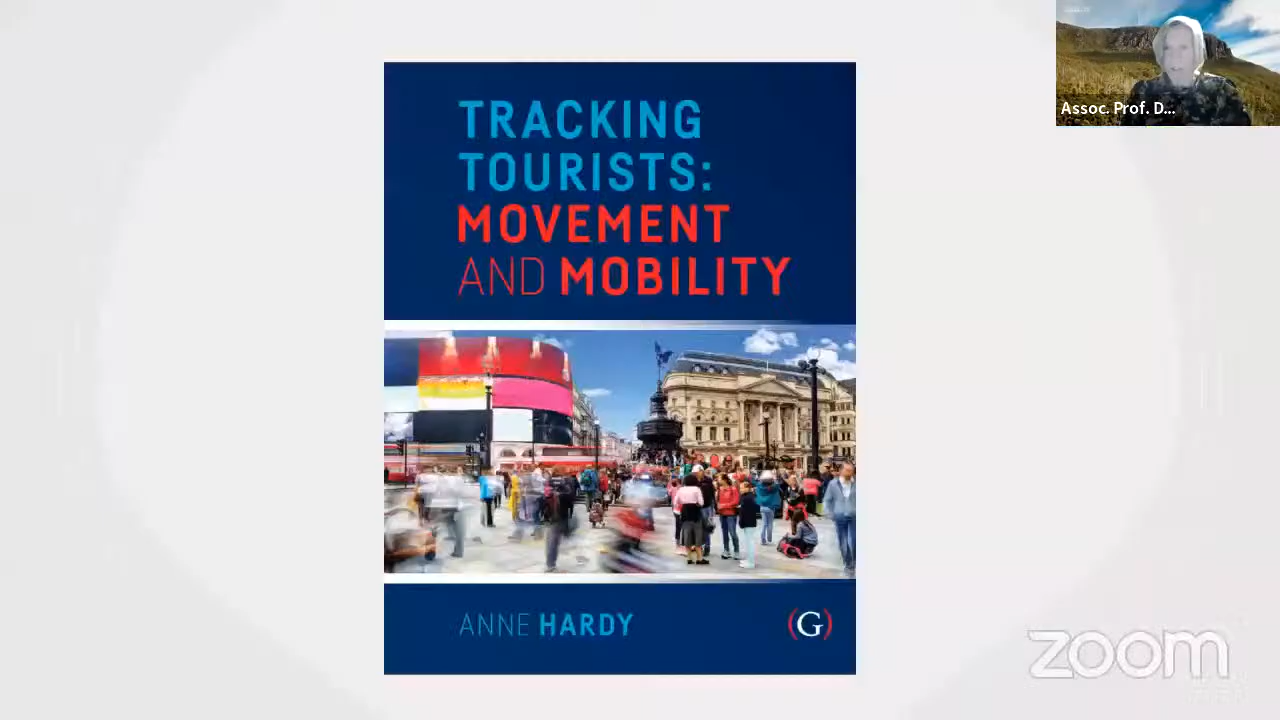 Assoc. Prof. D...
TRACKING
TOURISTS:
MOVEMENT
AND MOBILITY
ANNE HARDY
(G)
zoom